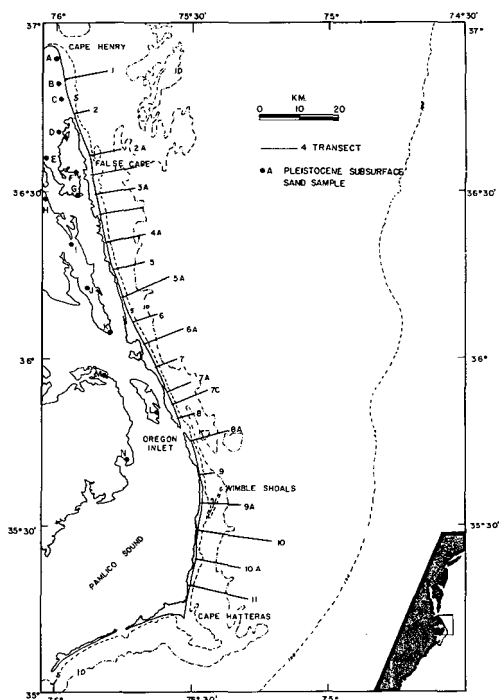 37°
76°
75°30'
75°
74°30'
37°
CAPE HENRY
A
1
10
B
C
5
2
KM.
0 10 20
D
4 TRANSECT
2A
FALSE CAPE
A PLEISTOCENE SUBSURFACE
SAND SAMPLE
E
F
G
3A
36°30'
36°30'
H
4A
I
5
5A
J
6
10
K
6A
36°
36°
7
7A
M
7C
L
8
OREGON
INLET
8A
N
9
WIMBLE SHOALS
9A
35°30'
35°30'
10
PAMLICO SOUND
10A
11
CAPE HATTERAS
10
35°
76°
75°30'
75°